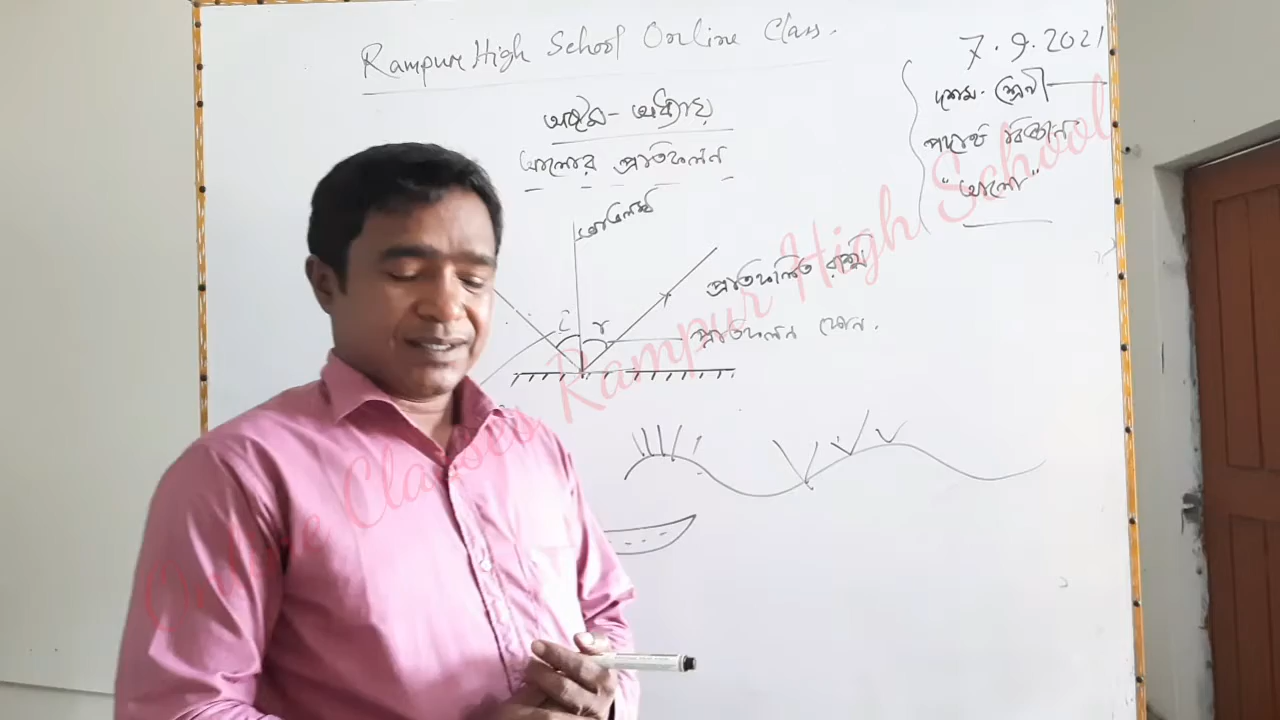 Rampur High School Online Class.
7.9.2021
দশম শ্রেণী
পদার্থ বিজ্ঞান
"আলো"
অষ্টম - অধ্যায়
আলোর প্রতিফলন
অভিলম্ব
প্রতিফলিত রশ্মি
i r
প্রতিফলন কোন.
Online Classes Rampur High School